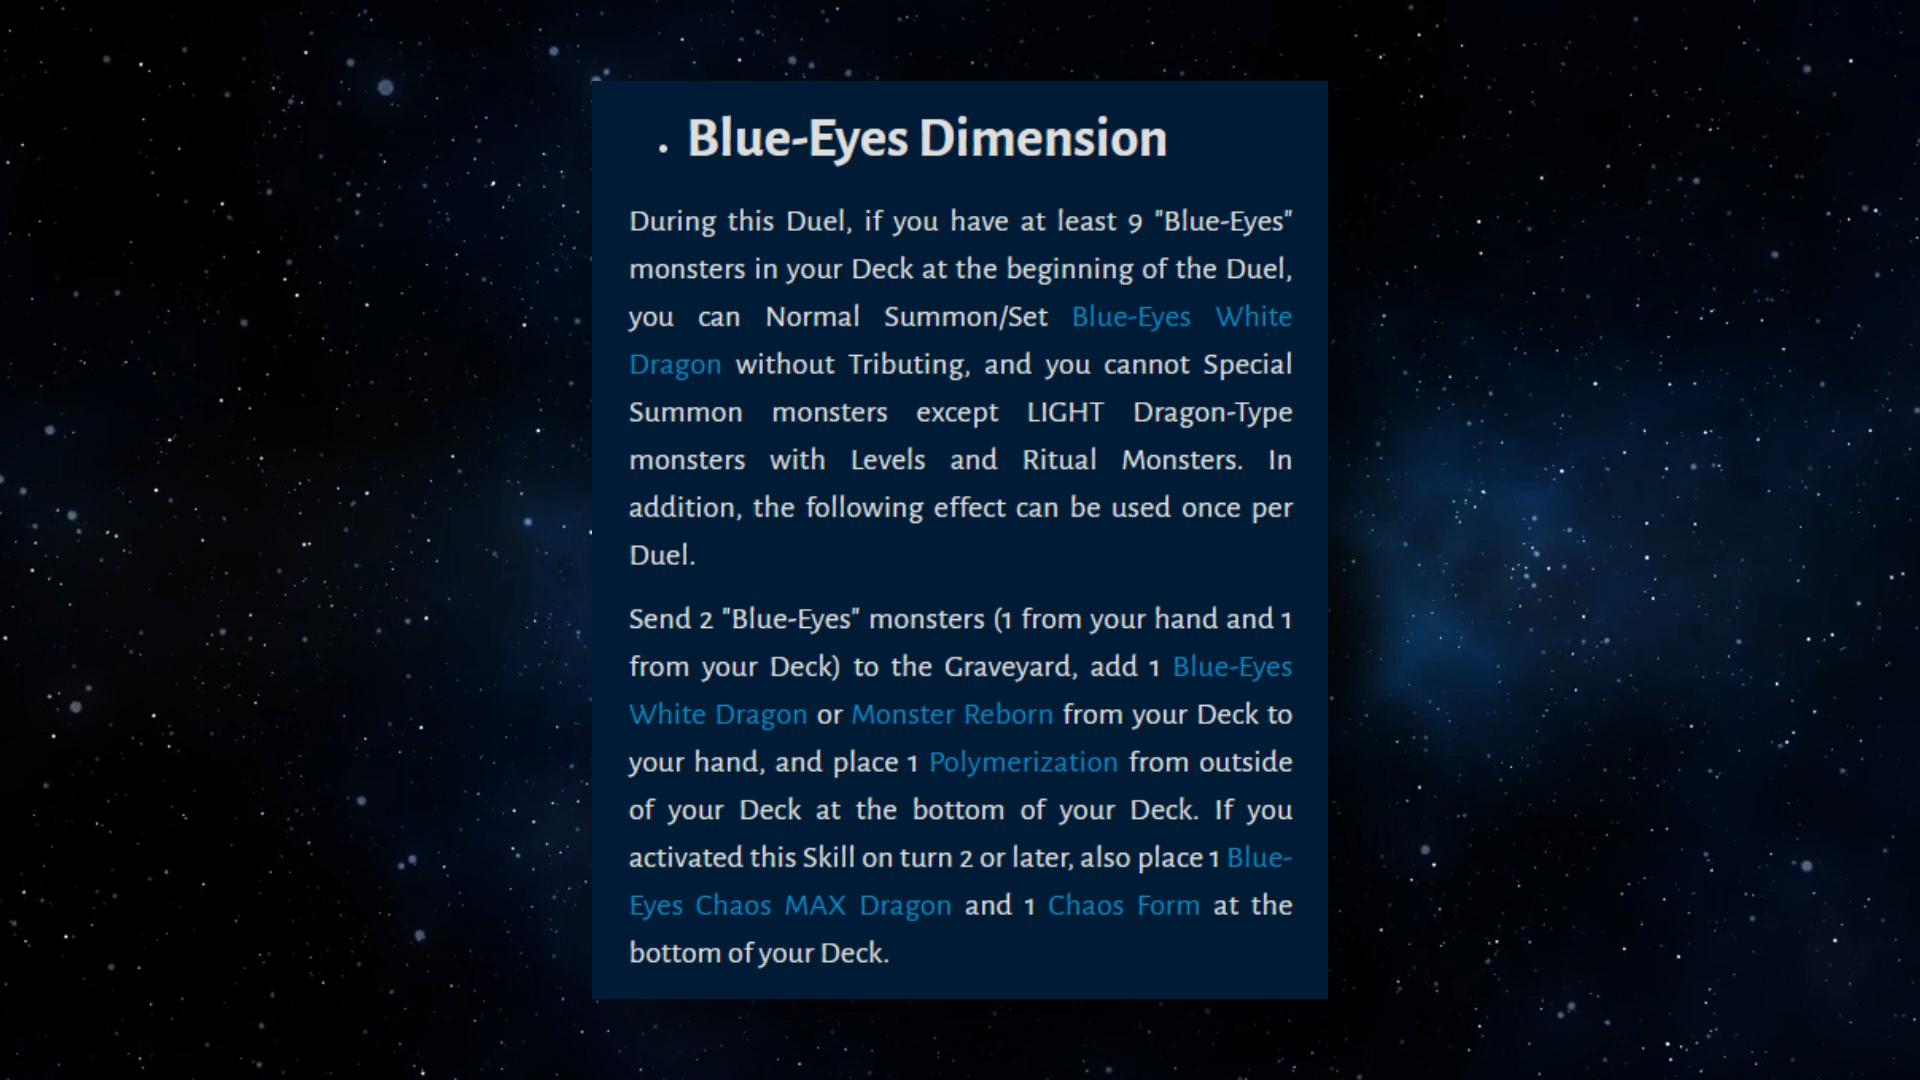 • Blue-Eyes Dimension
During this Duel, if you have at least 9 "Blue-Eyes"
monsters in your Deck at the beginning of the Duel,
you can Normal Summon/Set Blue-Eyes White
Dragon without Tributing, and you cannot Special
Summon monsters except LIGHT Dragon-Type
monsters with Levels and Ritual Monsters. In
addition, the following effect can be used once per
Duel.
Send 2 "Blue-Eyes" monsters (1 from your hand and 1
from your Deck) to the Graveyard, add 1 Blue-Eyes
White Dragon or Monster Reborn from your Deck to
your hand, and place 1 Polymerization from outside
of your Deck at the bottom of your Deck. If you
activated this Skill on turn 2 or later, also place 1 Blue-
Eyes Chaos MAX Dragon and 1 Chaos Form at the
bottom of your Deck.